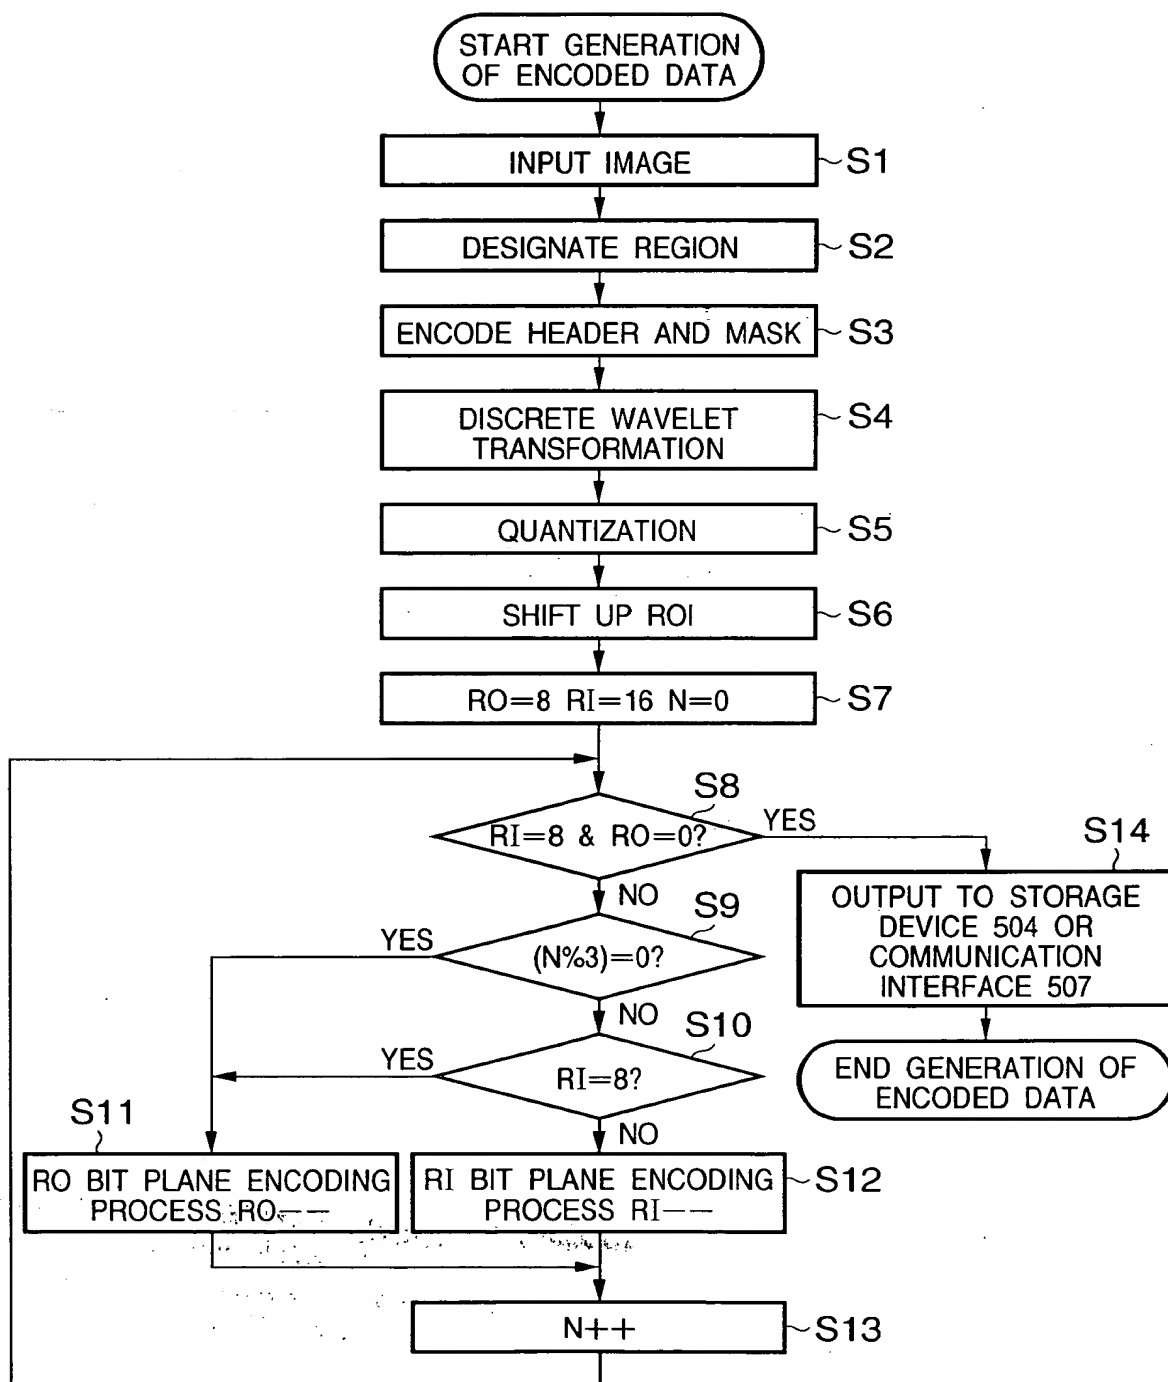 START GENERATION
OF ENCODED DATA
INPUT IMAGE
S1
DESIGNATE REGION
S2
ENCODE HEADER AND MASK
S3
DISCRETE WAVELET
TRANSFORMATION
S4
QUANTIZATION
S5
SHIFT UP ROI
S6
RO=8 RI=16 N=0
S7
S8
RI=8 & RO=0?
YES
NO
S14
OUTPUT TO STORAGE
DEVICE 504 OR
COMMUNICATION
INTERFACE 507
END GENERATION OF
ENCODED DATA
S9
(N%3)=0?
YES
NO
S10
RI=8?
YES
NO
S11
RO BIT PLANE ENCODING
PROCESS RO--
RI BIT PLANE ENCODING
PROCESS RI--
S12
N++
S13